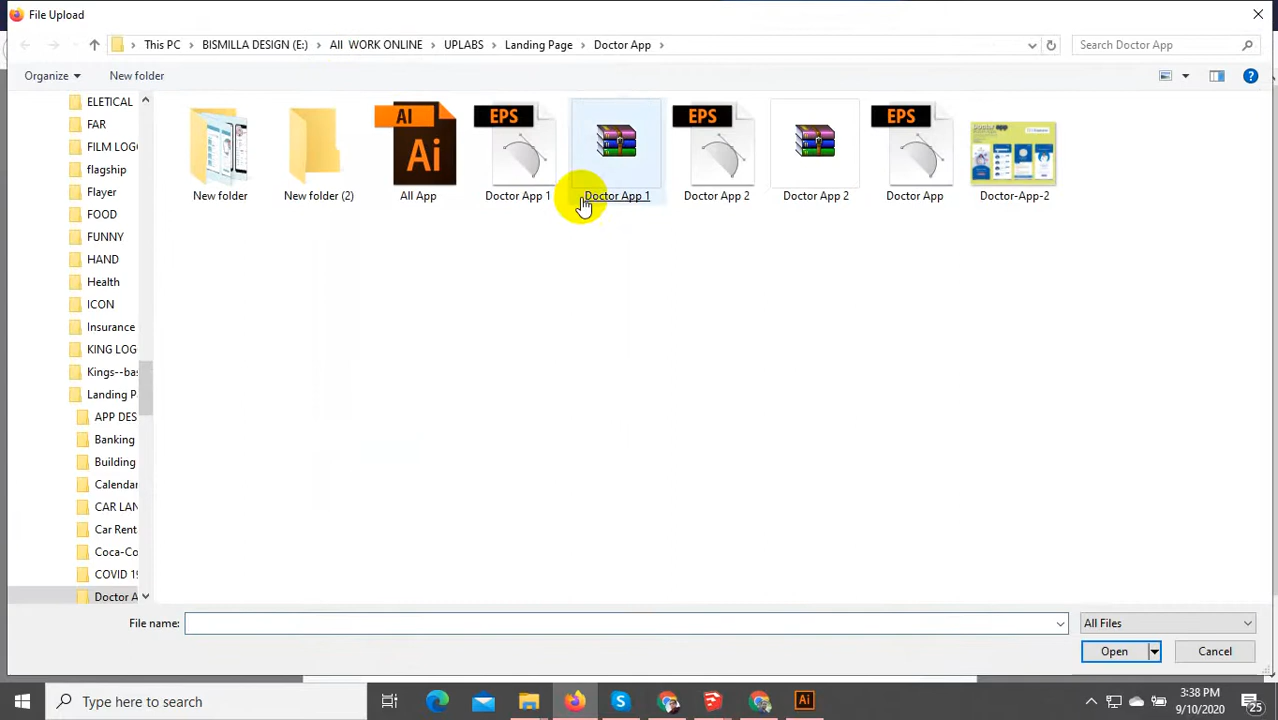 File Upload
This PC > BISMILLA DESIGN (E:) > All WORK ONLINE > UPLABS > Landing Page > Doctor App >
Search Doctor App
Organize
New folder
ELETICAL
FAR
FILM LOG
flagship
Flayer
FOOD
FUNNY
HAND
Health
ICON
Insurance
KING LOG
Kings--ba
Landing P
APP DES
Banking
Building
Calenda
CAR LAN
Car Rent
Coca-Co
COVID 19
Doctor A
AI
Ai
EPS
EPS
EPS
New folder
New folder (2)
All App
Doctor App 1
Doctor App 1
Doctor App 2
Doctor App 2
Doctor App
Doctor-App-2
File name:
All Files
Open
Cancel
Type here to search
Ai
3:38 PM
9/10/2020
25